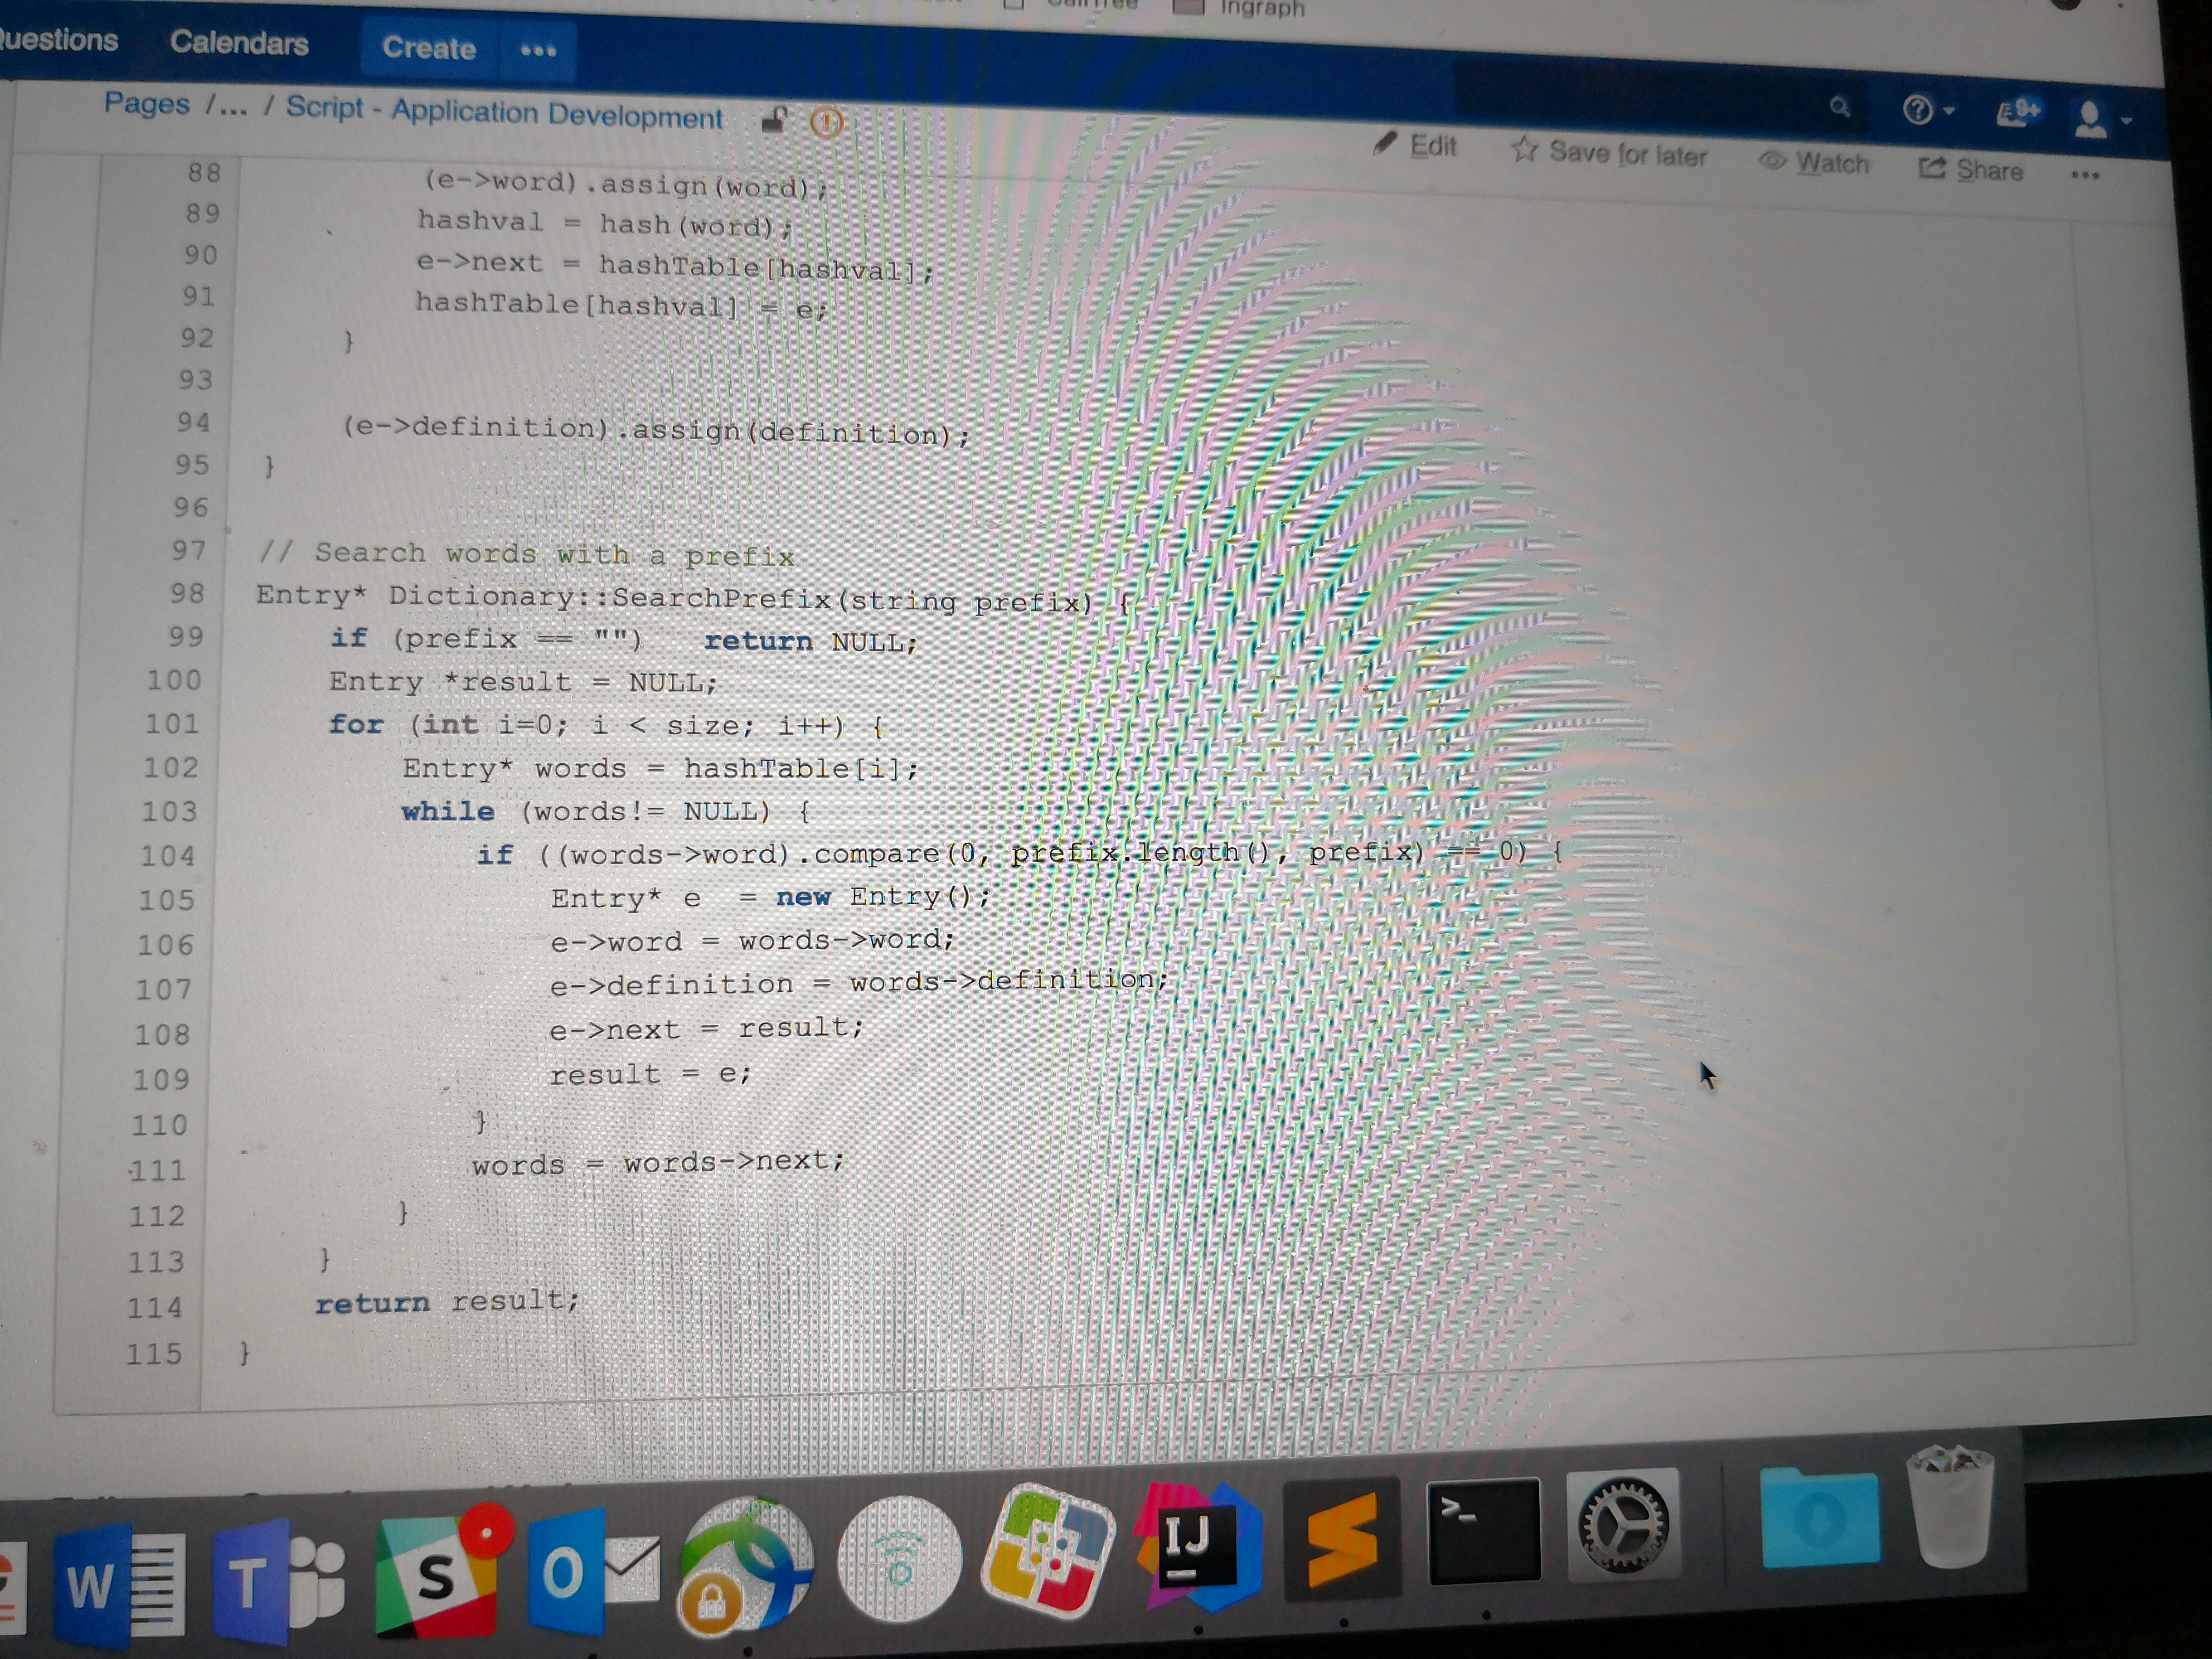 Ingraph
Calendars Create •••
Pages /... / Script - Application Development
9+
Edit Save for later Watch Share •••
88 (e->word).assign(word);
89 hashval = hash(word);
90 e->next = hashTable[hashval];
91 hashTable[hashval] = e;
92 }
93
94 (e->definition).assign(definition);
95 }
96
97 // Search words with a prefix
98 Entry* Dictionary::SearchPrefix(string prefix) {
99 if (prefix == "") return NULL;
100 Entry *result = NULL;
101 for (int i=0; i < size; i++) {
102 Entry* words = hashTable[i];
103 while (words!= NULL) {
104 if ((words->word).compare(0, prefix.length(), prefix) == 0) {
105 Entry* e = new Entry();
106 e->word = words->word;
107 e->definition = words->definition;
108 e->next = result;
109 result = e;
110 }
111 words = words->next;
112 }
113 }
114 return result;
115 }
W T S O IJ >_